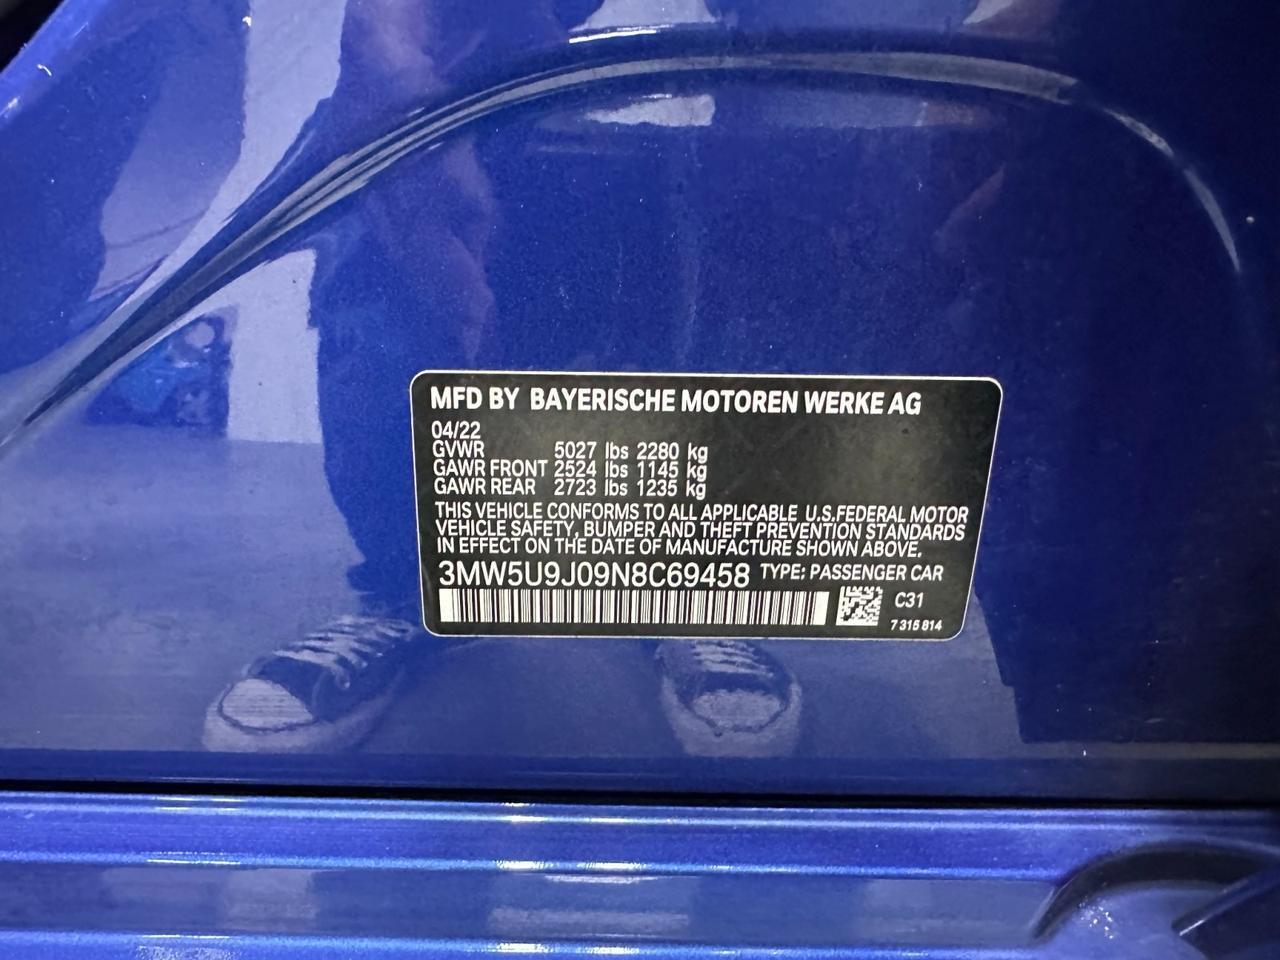 MFD BY BAYERISCHE MOTOREN WERKE AG
04/22
GVWR 5027 lbs 2280 kg
GAWR FRONT 2524 lbs 1145 kg
GAWR REAR 2723 lbs 1235 kg
THIS VEHICLE CONFORMS TO ALL APPLICABLE U.S.FEDERAL MOTOR
VEHICLE SAFETY, BUMPER AND THEFT PREVENTION STANDARDS
IN EFFECT ON THE DATE OF MANUFACTURE SHOWN ABOVE.
3MW5U9J09N8C69458 TYPE: PASSENGER CAR
C31
7 315 814